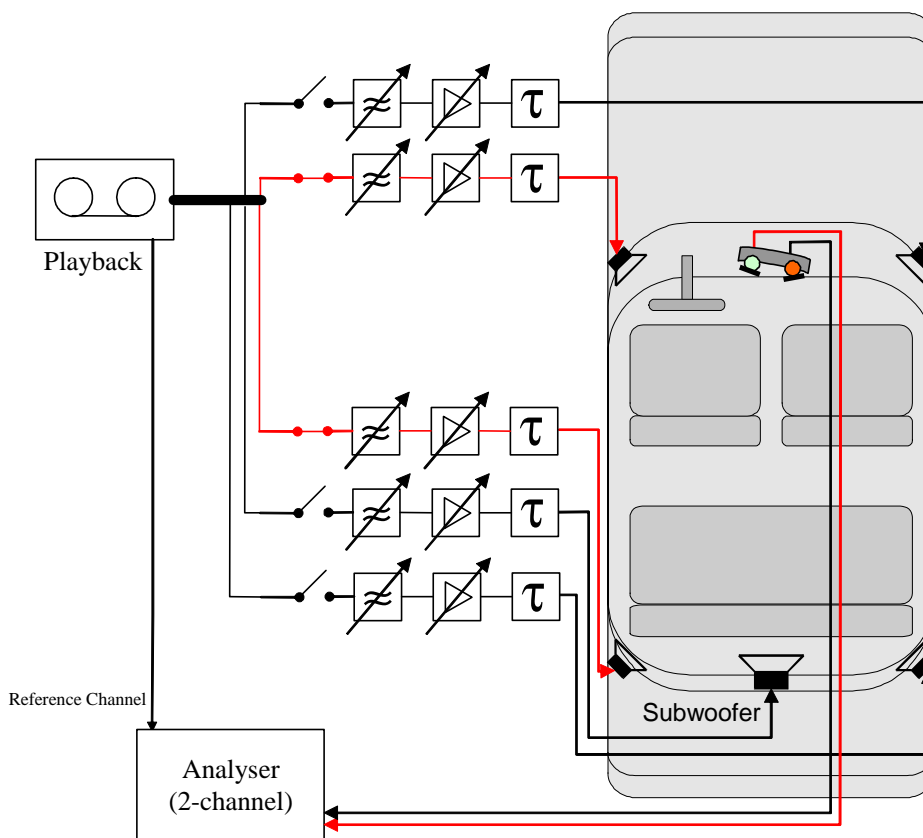 τ
τ
Playback
τ
τ
τ
Reference Channel
Subwoofer
Analyser
(2-channel)